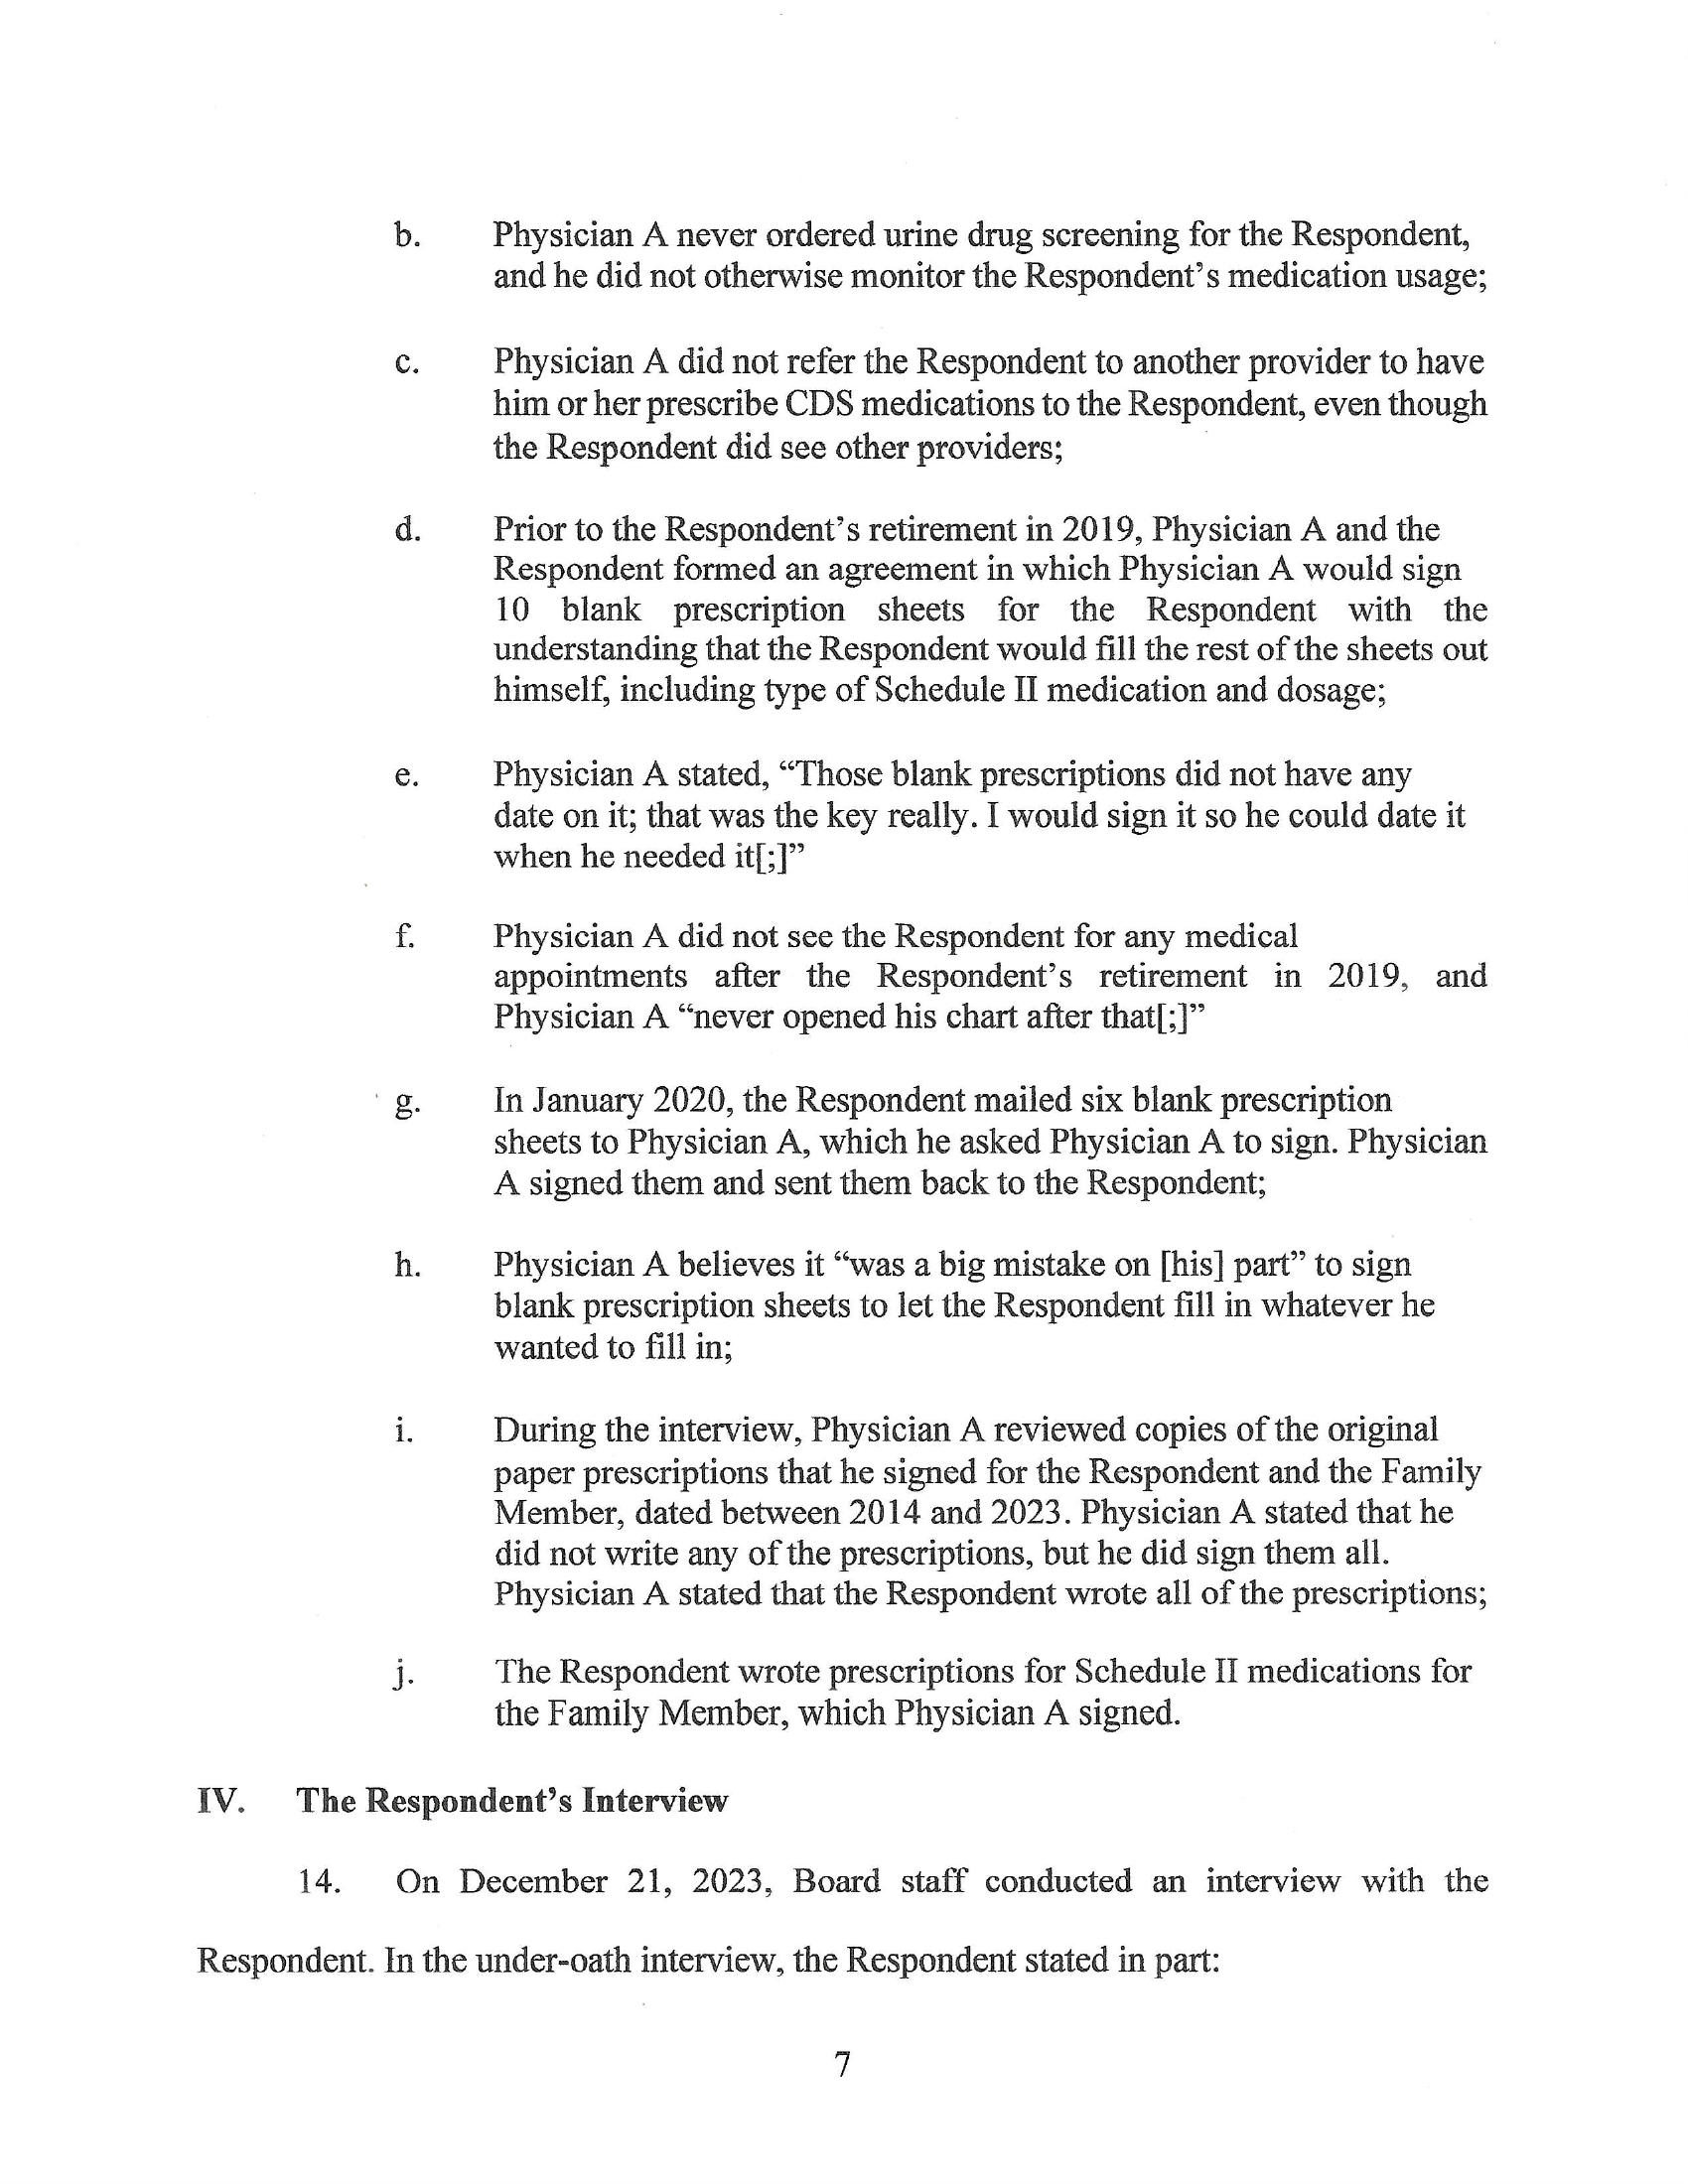 b. Physician A never ordered urine drug screening for the Respondent,
and he did not otherwise monitor the Respondent's medication usage;
c. Physician A did not refer the Respondent to another provider to have
him or her prescribe CDS medications to the Respondent, even though
the Respondent did see other providers;
d. Prior to the Respondent's retirement in 2019, Physician A and the
Respondent formed an agreement in which Physician A would sign
10 blank prescription sheets for the Respondent with the
understanding that the Respondent would fill the rest of the sheets out
himself, including type of Schedule II medication and dosage;
e. Physician A stated, “Those blank prescriptions did not have any
date on it; that was the key really. I would sign it so he could date it
when he needed it[;]”
f. Physician A did not see the Respondent for any medical
appointments after the Respondent's retirement in 2019, and
Physician A “never opened his chart after that[;]”
g. In January 2020, the Respondent mailed six blank prescription
sheets to Physician A, which he asked Physician A to sign. Physician
A signed them and sent them back to the Respondent;
h. Physician A believes it “was a big mistake on [his] part” to sign
blank prescription sheets to let the Respondent fill in whatever he
wanted to fill in;
i. During the interview, Physician A reviewed copies of the original
paper prescriptions that he signed for the Respondent and the Family
Member, dated between 2014 and 2023. Physician A stated that he
did not write any of the prescriptions, but he did sign them all.
Physician A stated that the Respondent wrote all of the prescriptions;
j. The Respondent wrote prescriptions for Schedule II medications for
the Family Member, which Physician A signed.
IV. The Respondent's Interview
14. On December 21, 2023, Board staff conducted an interview with the
Respondent. In the under-oath interview, the Respondent stated in part:
7